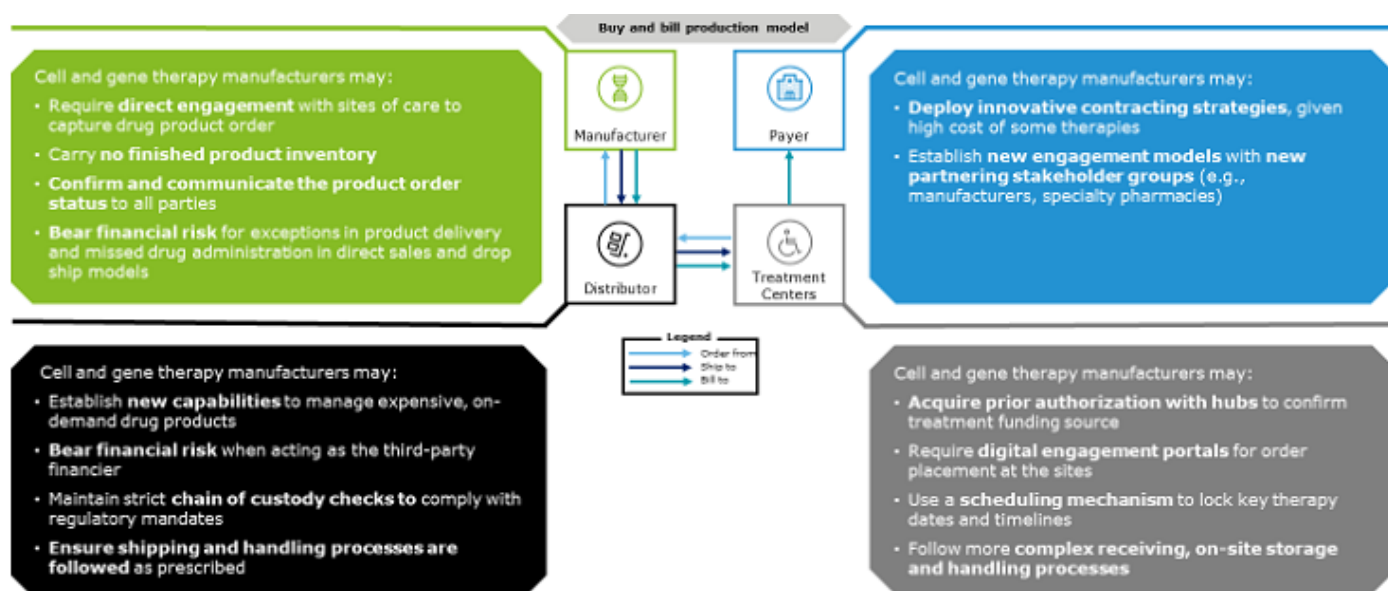 Buy and bill production model
Cell and gene therapy manufacturers may:
• Require direct engagement with sites of care to
capture drug product order
• Carry no finished product inventory
• Confirm and communicate the product order
status to all parties
• Bear financial risk for exceptions in product delivery
and missed drug administration in direct sales and drop
ship models
Manufacturer
Payer
Distributor
Treatment
Centers
Cell and gene therapy manufacturers may:
• Deploy innovative contracting strategies, given
high cost of some therapies
• Establish new engagement models with new
partnering stakeholder groups (e.g.,
manufacturers, specialty pharmacies)
Legend
Order from
Ship to
Bill to
Cell and gene therapy manufacturers may:
• Establish new capabilities to manage expensive, on-
demand drug products
• Bear financial risk when acting as the third-party
financier
• Maintain strict chain of custody checks to comply with
regulatory mandates
• Ensure shipping and handling processes are
followed as prescribed
Cell and gene therapy manufacturers may:
• Acquire prior authorization with hubs to confirm
treatment funding source
• Require digital engagement portals for order
placement at the sites
• Use a scheduling mechanism to lock key therapy
dates and timelines
• Follow more complex receiving, on-site storage
and handling processes